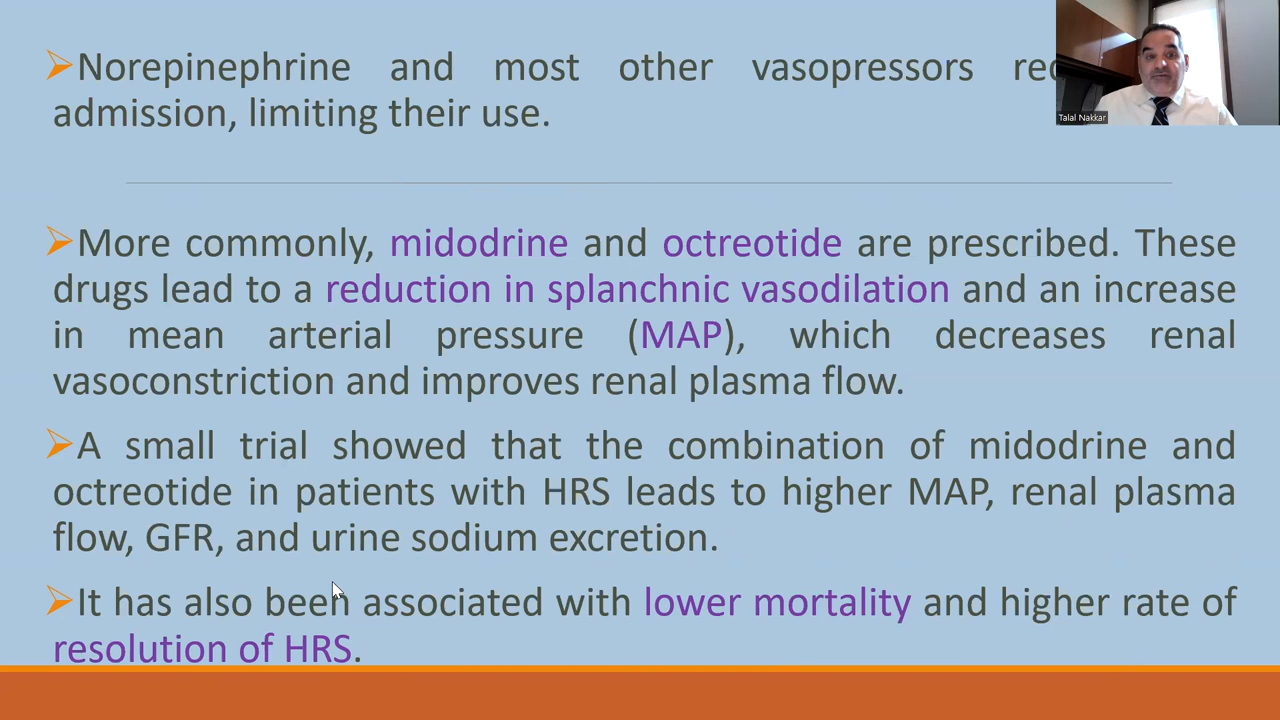 ➢Norepinephrine and most other vasopressors
admission, limiting their use.
Talal Nakkar
➢More commonly, midodrine and octreotide are prescribed. These
drugs lead to a reduction in splanchnic vasodilation and an increase
in mean arterial pressure (MAP), which decreases renal
vasoconstriction and improves renal plasma flow.
➢A small trial showed that the combination of midodrine and
octreotide in patients with HRS leads to higher MAP, renal plasma
flow, GFR, and urine sodium excretion.
➢It has also been associated with lower mortality and higher rate of
resolution of HRS.